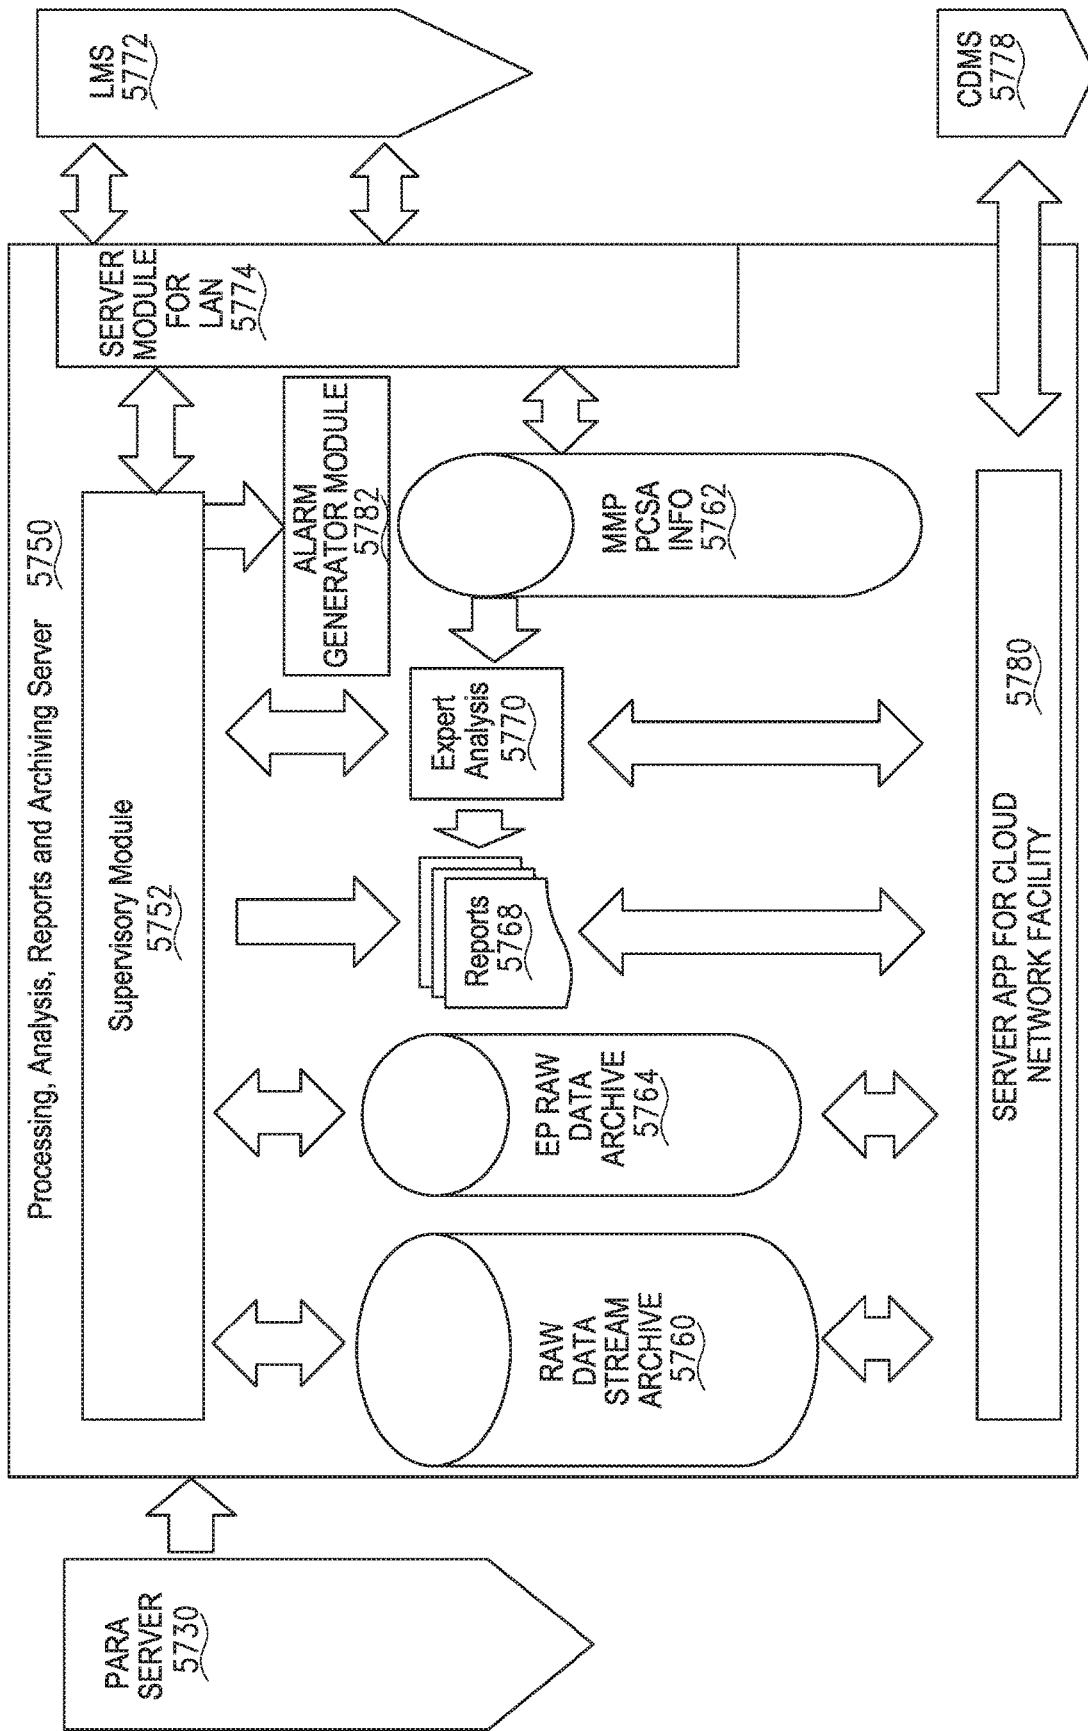 Processing, Analysis, Reports and Archiving Server 5750
PARA
SERVER
5730
Supervisory Module
5752
SERVER
MODULE
FOR
LAN
5774
LMS
5772
ALARM
GENERATOR MODULE
5782
RAW
DATA
STREAM
ARCHIVE
5760
EP RAW
DATA
ARCHIVE
5764
Reports
5768
Expert
Analysis
5770
MMP
PCSA
INFO
5762
SERVER APP FOR CLOUD
NETWORK FACILITY
5780
CDMS
5778